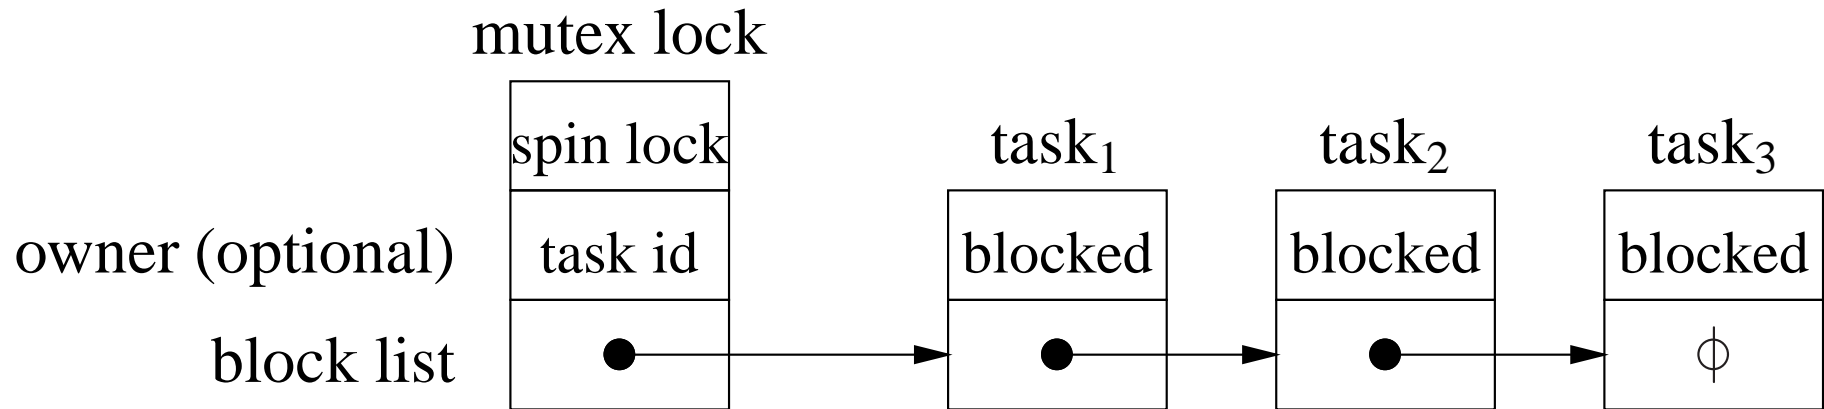 mutex lock
spin lock
task₁ task₂ task₃
owner (optional) task id blocked blocked blocked
block list ϕ